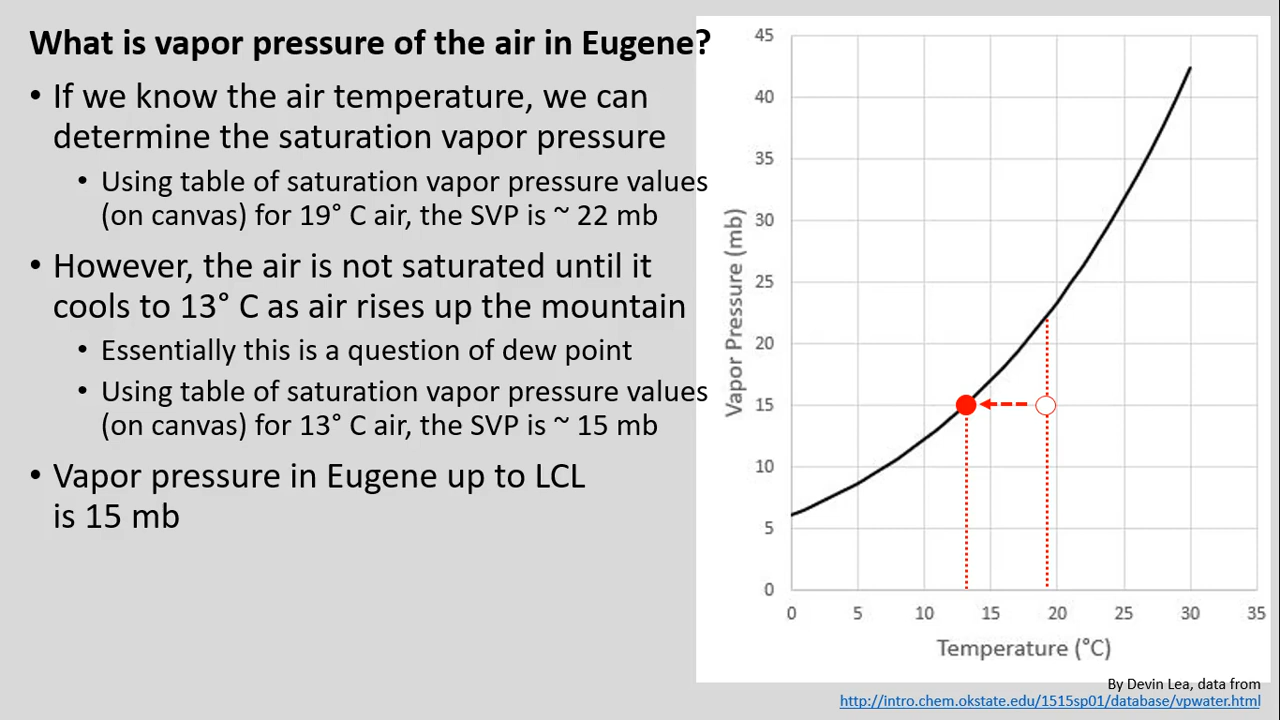 What is vapor pressure of the air in Eugene?
• If we know the air temperature, we can
determine the saturation vapor pressure
• Using table of saturation vapor pressure values
(on canvas) for 19° C air, the SVP is ~ 22 mb
• However, the air is not saturated until it
cools to 13° C as air rises up the mountain
• Essentially this is a question of dew point
• Using table of saturation vapor pressure values
(on canvas) for 13° C air, the SVP is ~ 15 mb
• Vapor pressure in Eugene up to LCL
is 15 mb
Vapor Pressure (mb)
45
40
35
30
25
20
15
10
5
0
0 5 10 15 20 25 30 35
Temperature (°C)
By Devin Lea, data from
http://intro.chem.okstate.edu/1515sp01/database/vpwater.html